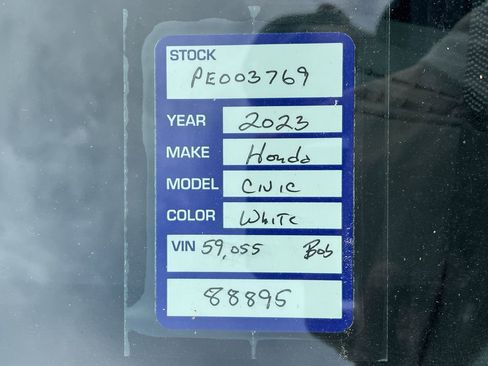 STOCK
PE003769
YEAR 2023
MAKE Honda
MODEL CIVIC
COLOR White
VIN 59,055 Bob
88895